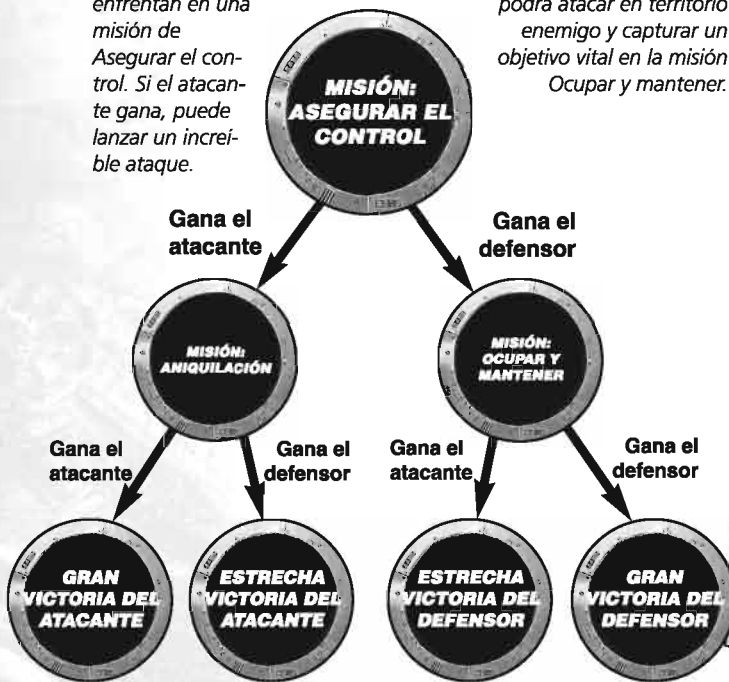 enfrentan en una
misión de
Asegurar el con-
trol. Si el atacan-
te gana, puede
lanzar un increí-
ble ataque.
podrá atacar en territorio
enemigo y capturar un
objetivo vital en la misión
Ocupar y mantener.
MISIÓN:
ASEGURAR EL
CONTROL
Gana el
atacante
Gana el
defensor
MISIÓN:
ANIQUILACIÓN
MISIÓN:
OCUPAR Y
MANTENER
Gana el
atacante
Gana el
defensor
Gana el
atacante
Gana el
defensor
GRAN
VICTORIA DEL
ATACANTE
ESTRECHA
VICTORIA DEL
ATACANTE
ESTRECHA
VICTORIA DEL
DEFENSOR
GRAN
VICTORIA DEL
DEFENSOR